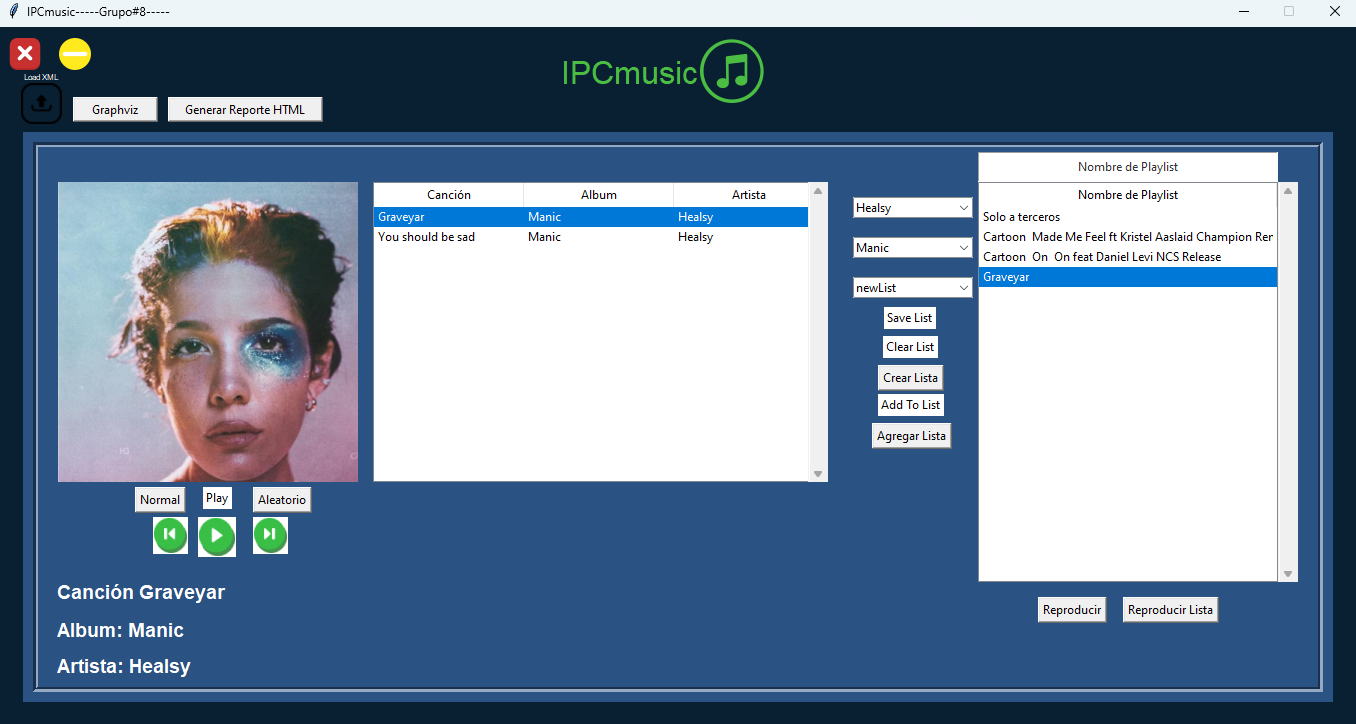 IPCmusic-----Grupo#8-----
IPCmusic
Load XML
Graphviz
Generar Reporte HTML
Nombre de Playlist
Canción Album Artista
Graveyar Manic Healsy
You should be sad Manic Healsy
Healsy
Manic
newList
Save List
Clear List
Crear Lista
Add To List
Agregar Lista
Nombre de Playlist
Solo a terceros
Cartoon Made Me Feel ft Kristel Aaslaid Champion Rer
Cartoon On On feat Daniel Levi NCS Release
Graveyar
Normal
Play
Aleatorio
Canción Graveyar
Album: Manic
Artista: Healsy
Reproducir
Reproducir Lista